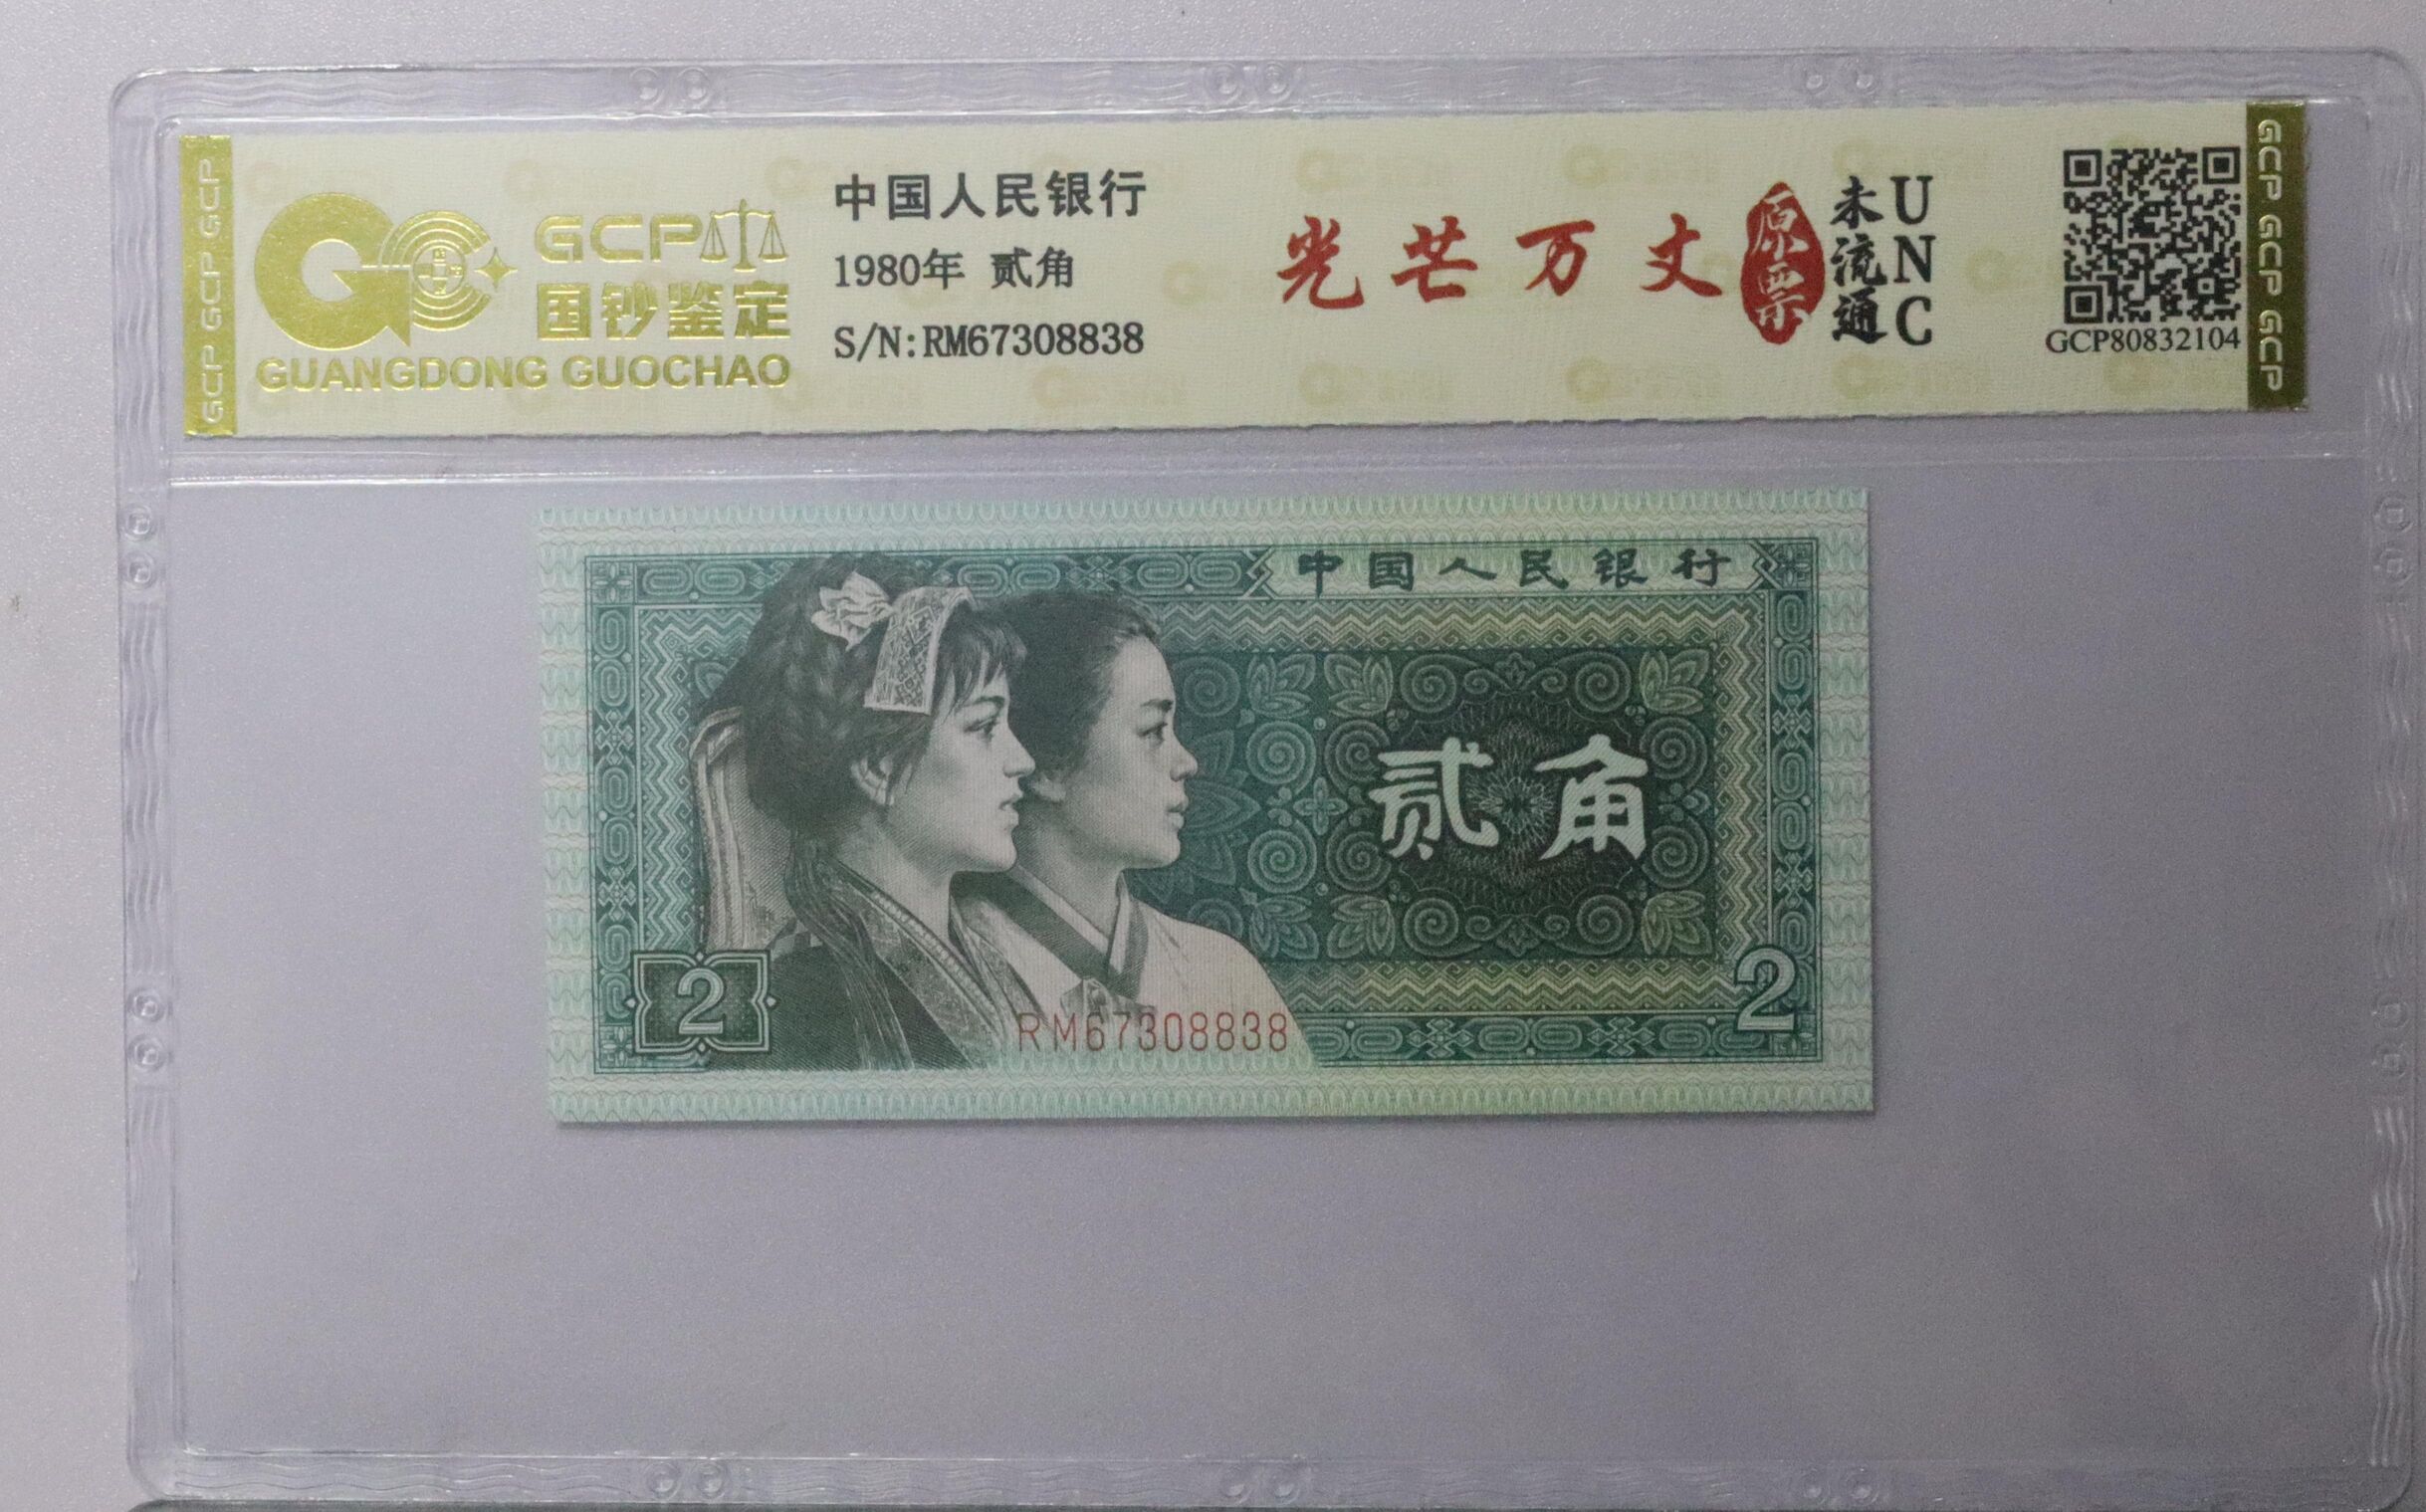 GCP GCP GCP
GCP
国钞鉴定
GUANGDONG GUOCHAO
中国人民银行
1980年 贰角
S/N:RM67308838
光芒万丈
原票
未流通
UNC
GCP80832104
GCP GCP GCP
中国人民银行
贰角
2
RM67308838
2